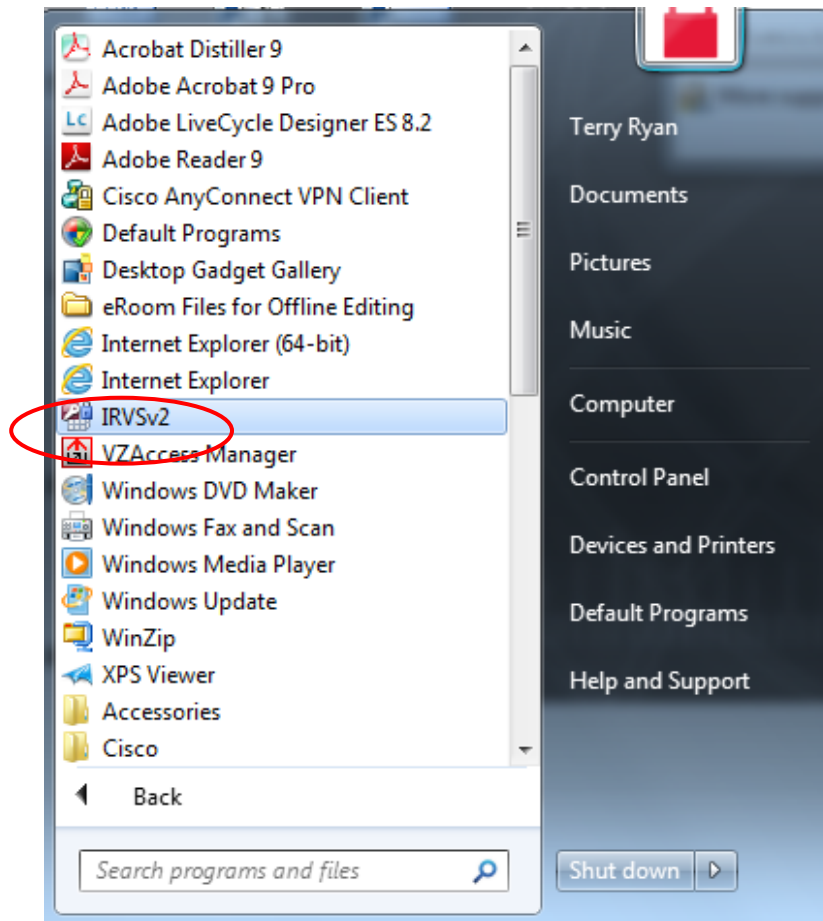 Acrobat Distiller 9
Adobe Acrobat 9 Pro
LC Adobe LiveCycle Designer ES 8.2
Adobe Reader 9
Cisco AnyConnect VPN Client
Default Programs
Desktop Gadget Gallery
eRoom Files for Offline Editing
Internet Explorer (64-bit)
Internet Explorer
IRVSv2
VZAccess Manager
Windows DVD Maker
Windows Fax and Scan
Windows Media Player
Windows Update
WinZip
XPS Viewer
Accessories
Cisco
Back
Search programs and files
Terry Ryan
Documents
Pictures
Music
Computer
Control Panel
Devices and Printers
Default Programs
Help and Support
Shut down